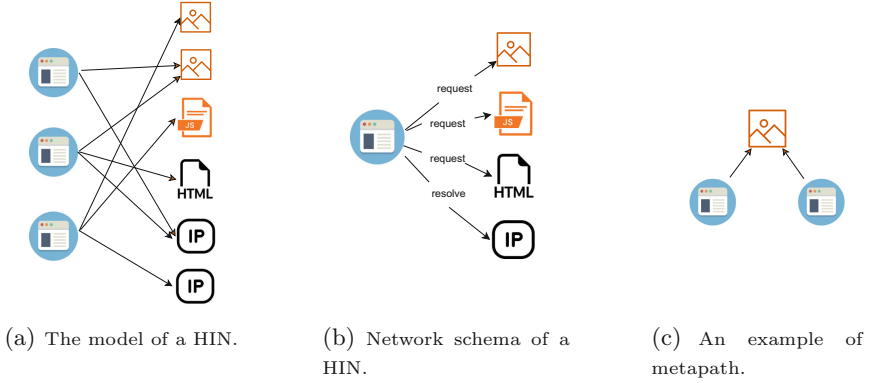 JS
HTML
IP
IP
request
request
JS
request
HTML
resolve
IP
(a) The model of a HIN.
(b) Network schema of a
HIN.
(c) An example of
metapath.